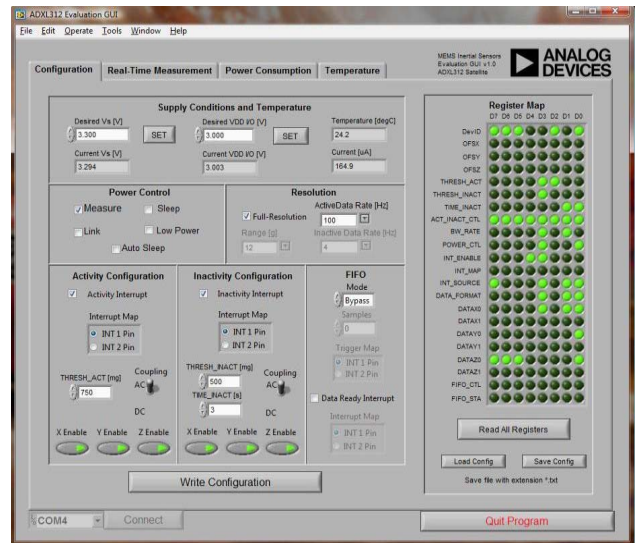 ADXL312 Evaluation GUI
File Edit Operate Tools Window Help
MEMS Inertial Sensors
Evaluation GUI v1.0
ADXL312 Satellite
ANALOG
DEVICES
Configuration Real-Time Measurement Power Consumption Temperature
Supply Conditions and Temperature
Desired Vs [V] Desired VDD I/O [V] Temperature [degC]
3.300 SET 3.000 SET 24.2
Current Vs [V] Current VDD I/O [V] Current [uA]
3.294 3.003 164.9
Power Control
Measure Sleep
Link Low Power
Auto Sleep
Resolution
Full-Resolution
ActiveData Rate [Hz]
100
Range [g] Inactive Data Rate [Hz]
12 4
Activity Configuration
Activity Interrupt
Interrupt Map
INT 1 Pin
INT 2 Pin
THRESH_ACT [mg]
750
Coupling
AC
DC
X Enable Y Enable Z Enable
Inactivity Configuration
Inactivity Interrupt
Interrupt Map
INT 1 Pin
INT 2 Pin
THRESH_INACT [mg]
500
TIME_INACT [s]
3
Coupling
AC
DC
X Enable Y Enable Z Enable
FIFO
Mode
Bypass
Samples
0
Trigger Map
INT 1 Pin
INT 2 Pin
Data Ready Interrupt
Interrupt Map
INT 1 Pin
INT 2 Pin
Write Configuration
Register Map
D7 D6 D5 D4 D3 D2 D1 D0
DevID
OFSX
OFSY
OFSZ
THRESH_ACT
THRESH_INACT
TIME_INACT
ACT_INACT_CTL
BW_RATE
POWER_CTL
INT_ENABLE
INT_MAP
INT_SOURCE
DATA_FORMAT
DATAX0
DATAX1
DATAY0
DATAY1
DATAZ0
DATAZ1
FIFO_CTL
FIFO_STA
Read All Registers
Load Config Save Config
Save file with extension *.txt
COM4 Connect Quit Program